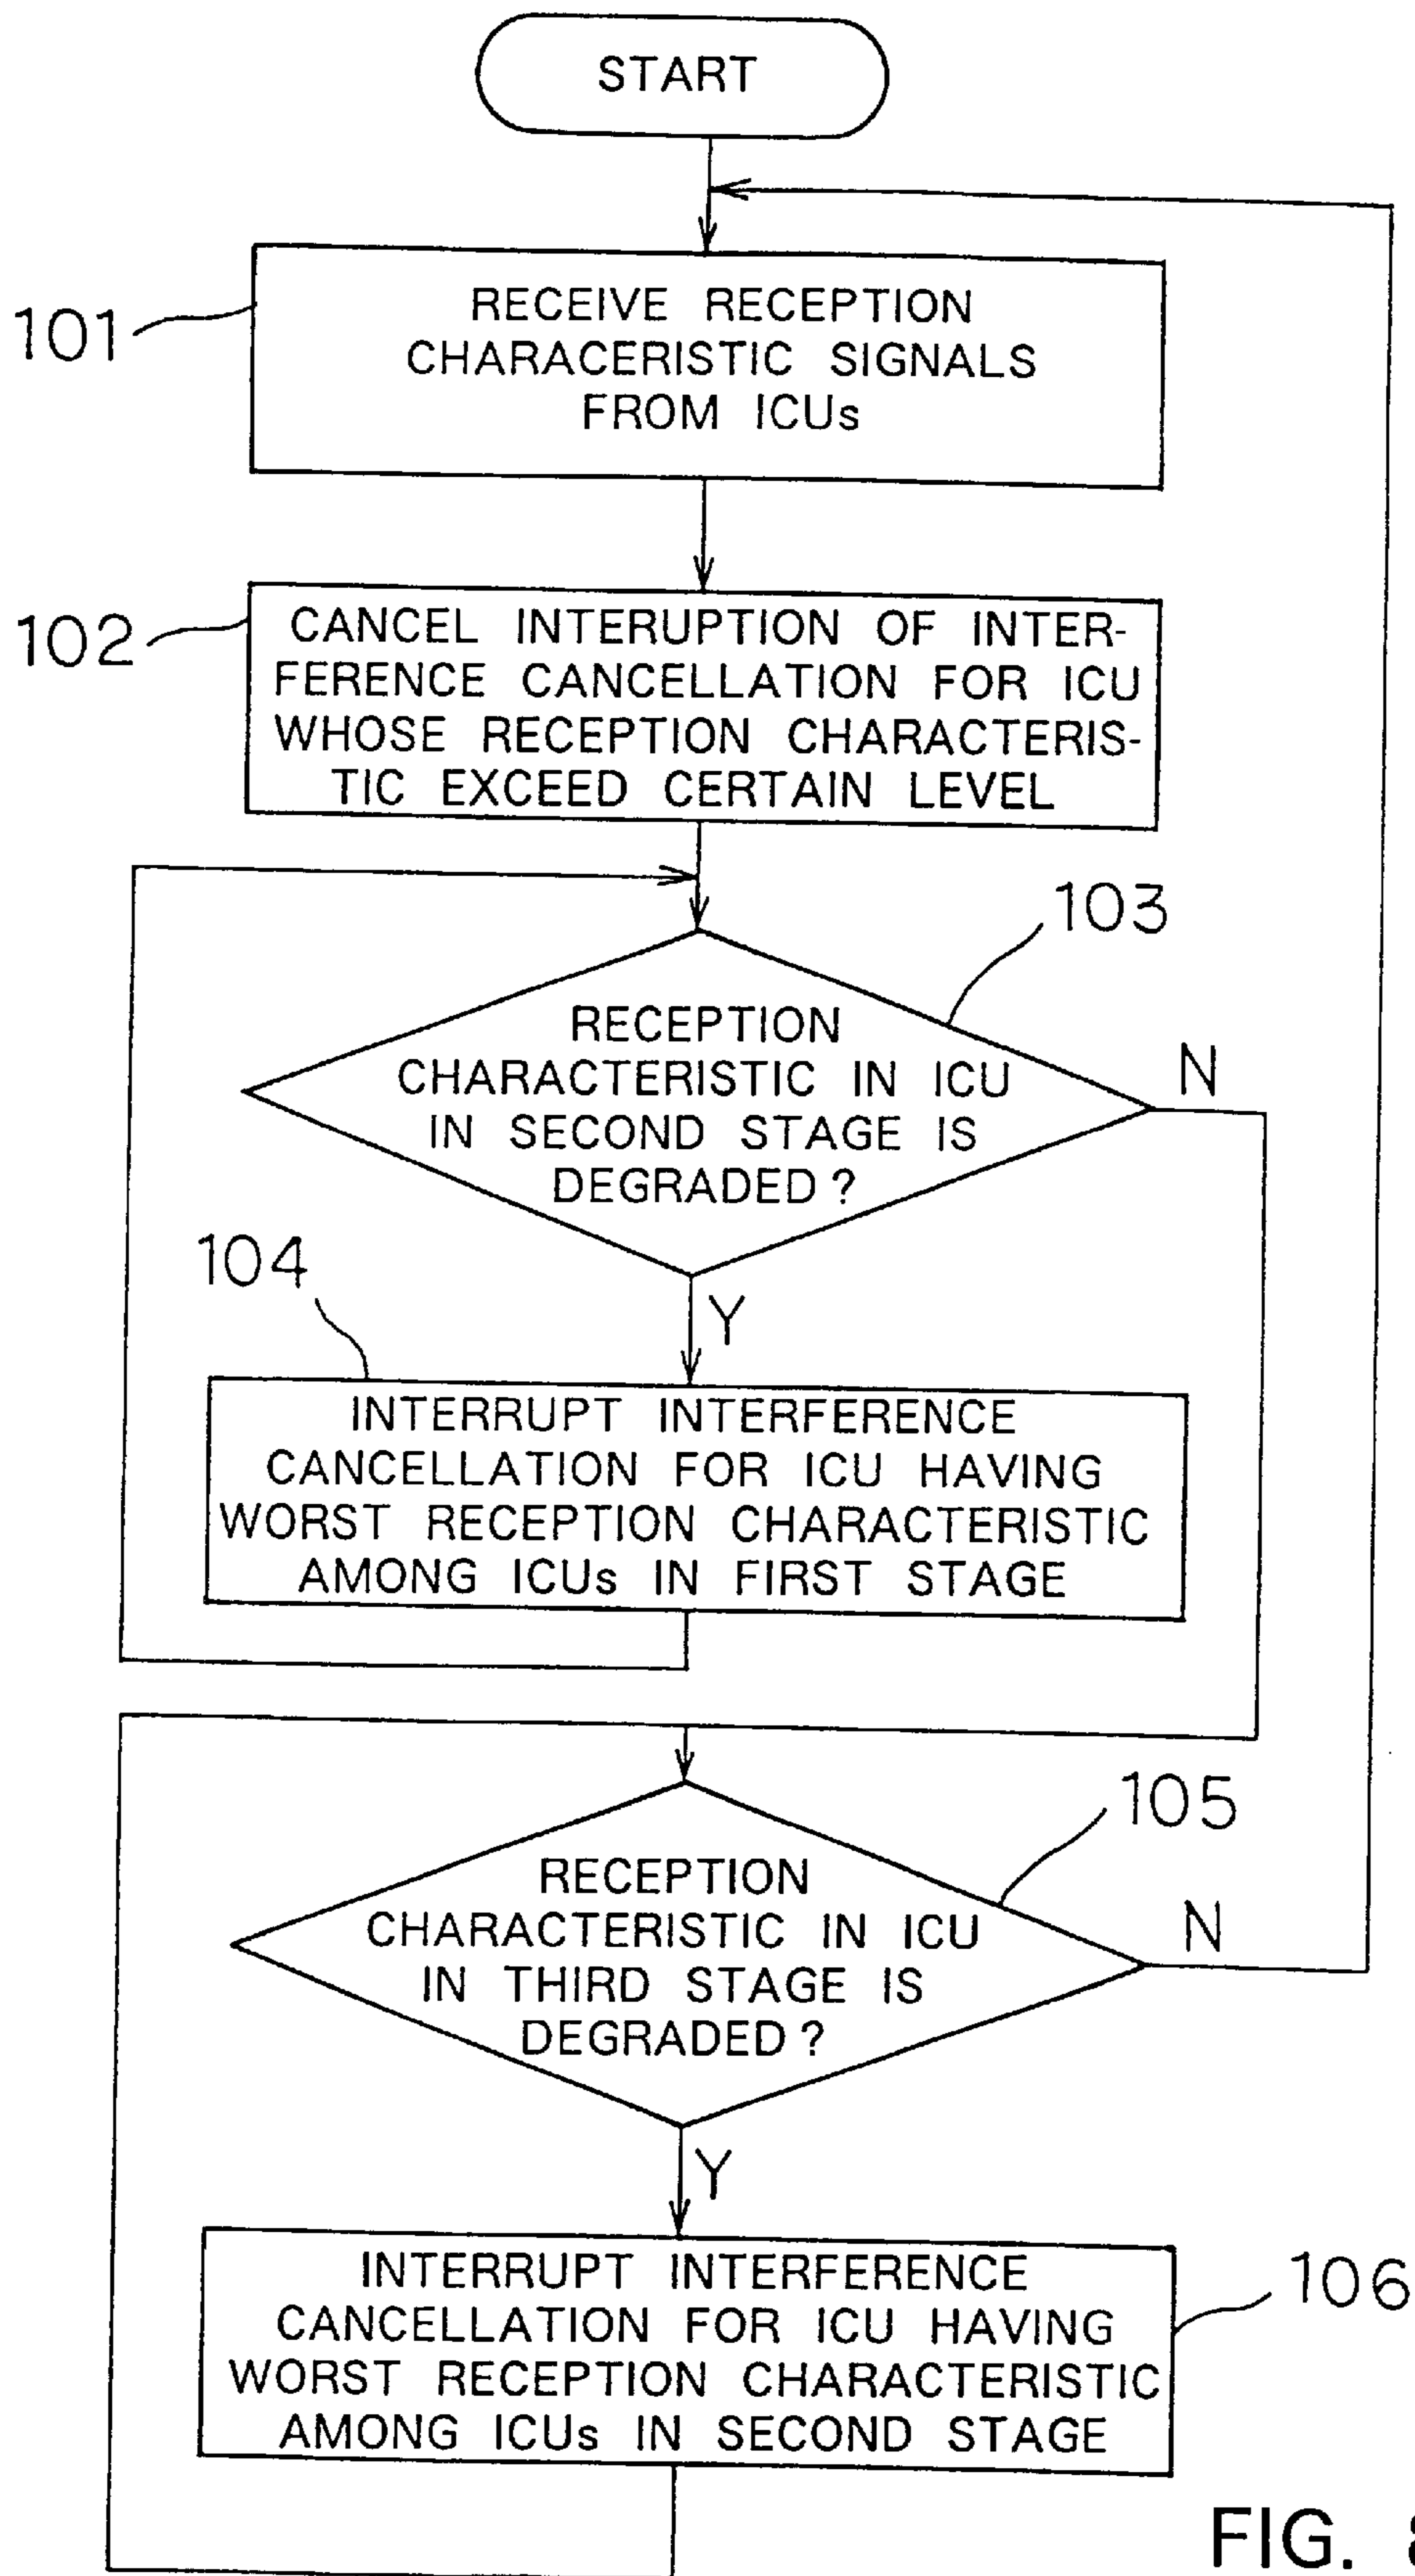 START
101
RECEIVE RECEPTION
CHARACERISTIC SIGNALS
FROM ICUs
102
CANCEL INTERUPTION OF INTER-
FERENCE CANCELLATION FOR ICU
WHOSE RECEPTION CHARACTERIS-
TIC EXCEED CERTAIN LEVEL
103
RECEPTION
CHARACTERISTIC IN ICU
IN SECOND STAGE IS
DEGRADED ?
N
104
Y
INTERRUPT INTERFERENCE
CANCELLATION FOR ICU HAVING
WORST RECEPTION CHARACTERISTIC
AMONG ICUs IN FIRST STAGE
105
RECEPTION
CHARACTERISTIC IN ICU
IN THIRD STAGE IS
DEGRADED ?
N
Y
106
INTERRUPT INTERFERENCE
CANCELLATION FOR ICU HAVING
WORST RECEPTION CHARACTERISTIC
AMONG ICUs IN SECOND STAGE
FIG.